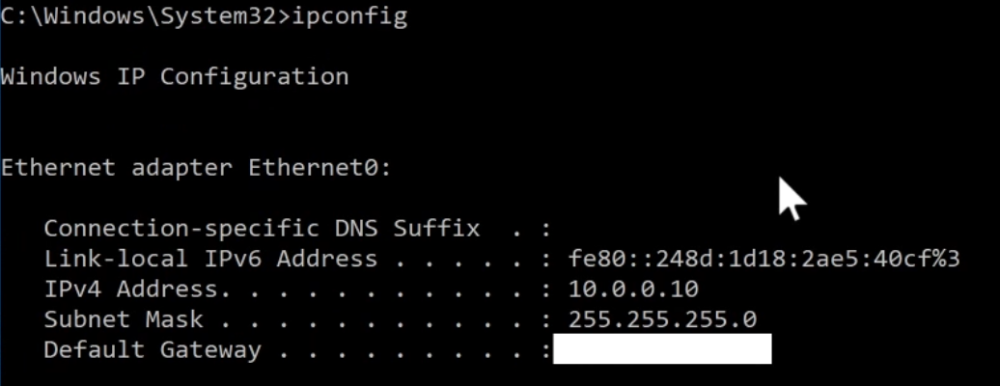 C:\Windows\System32>ipconfig
Windows IP Configuration
Ethernet adapter Ethernet0:
Connection-specific DNS Suffix . :
Link-local IPv6 Address . . . . . : fe80::248d:1d18:2ae5:40cf%3
IPv4 Address. . . . . . . . . . . : 10.0.0.10
Subnet Mask . . . . . . . . . . . : 255.255.255.0
Default Gateway . . . . . . . . . :